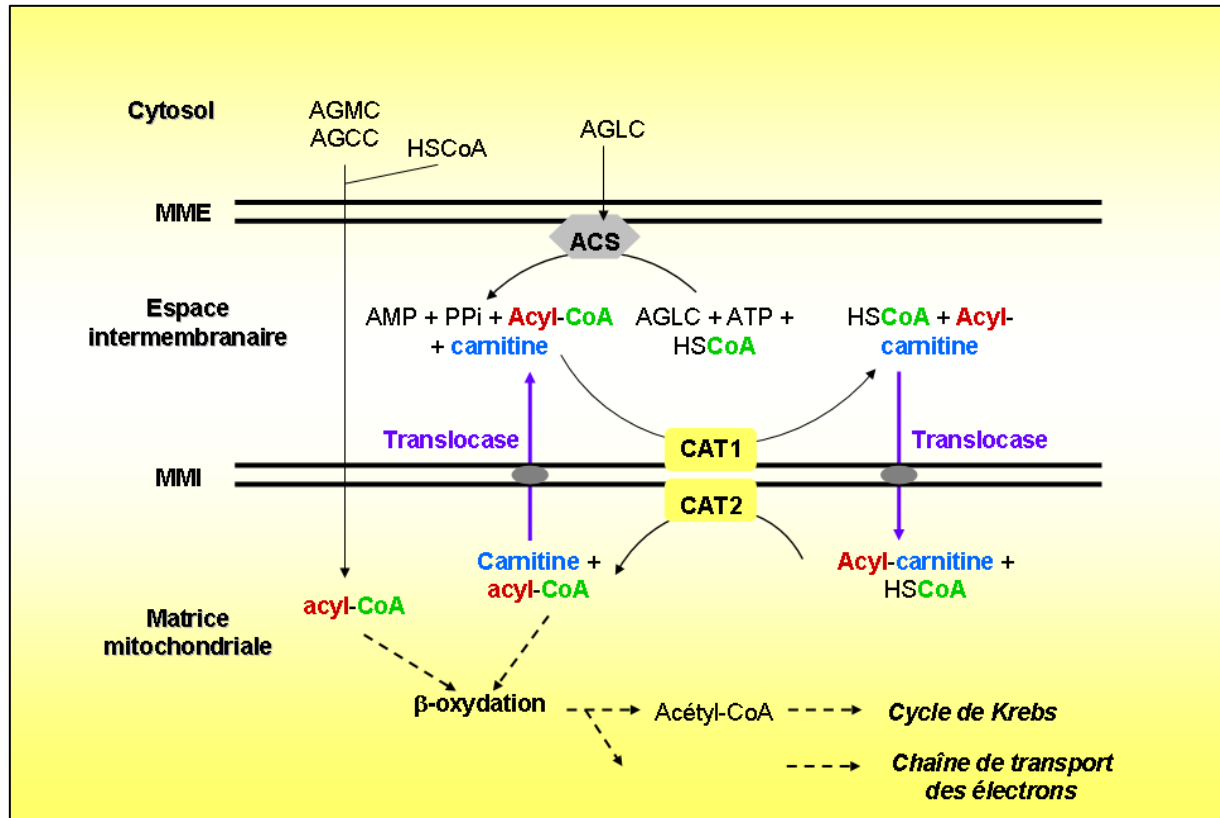 Cytosol
AGMC
AGCC
HSCoA
AGLC
MME
ACS
Espace
intermembranaire
AMP + PPi + Acyl-CoA
+ carnitine
AGLC + ATP +
HSCoA
HSCoA + Acyl-
carnitine
Translocase
Translocase
CAT1
MMI
CAT2
Carnitine +
acyl-CoA
Acyl-carnitine +
HSCoA
acyl-CoA
Matrice
mitochondriale
β-oxydation
Acétyl-CoA
Cycle de Krebs
Chaîne de transport
des électrons